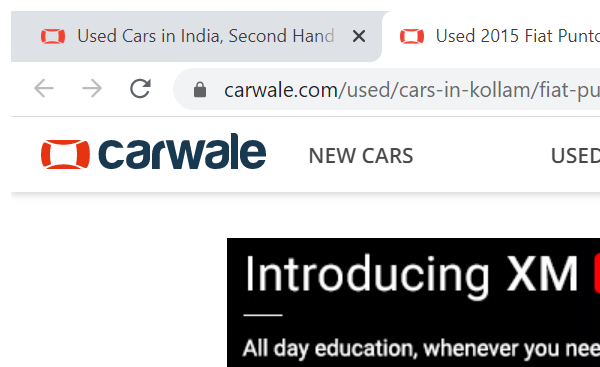 Used Cars in India, Second Hand
Used 2015 Fiat Punto
carwale.com/used/cars-in-kollam/fiat-pu
carwale NEW CARS USED
Introducing XM
All day education, whenever you nee